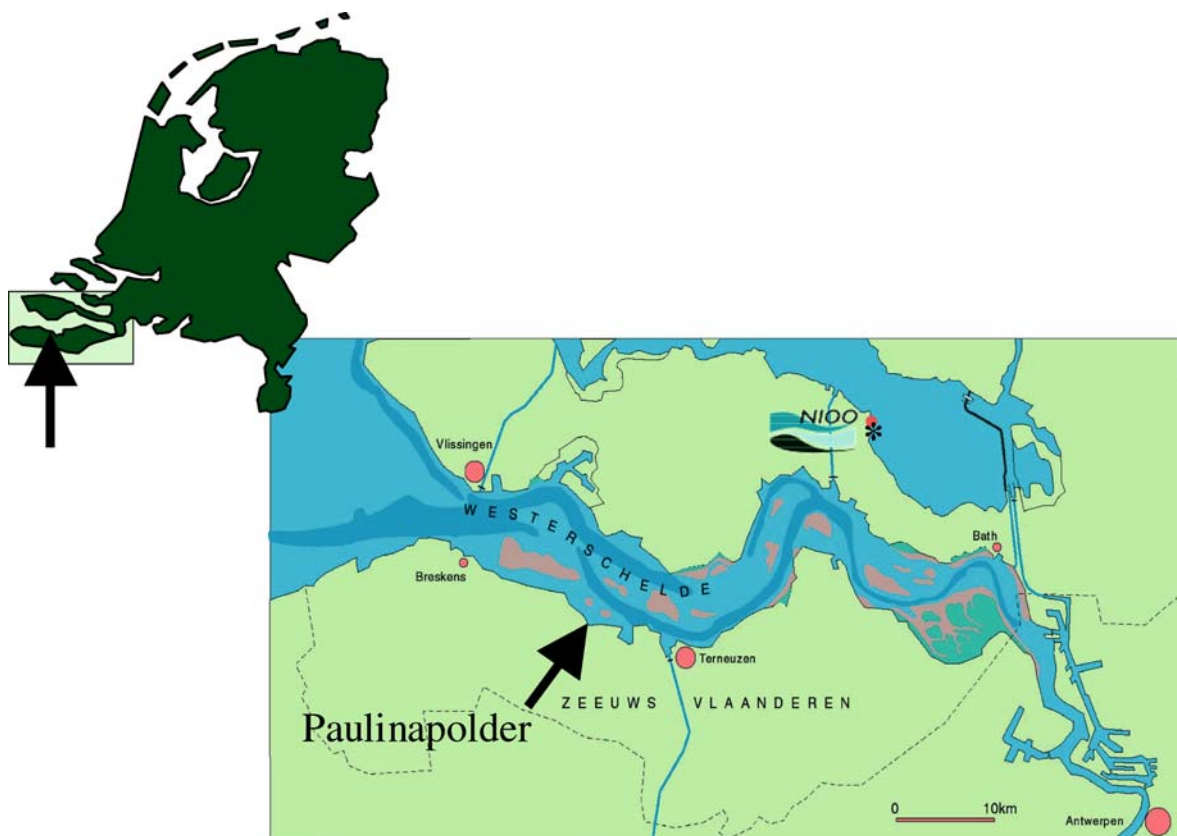 NIOO
*
Vlissingen
WESTERSCHELDE
Bath
Breskens
Terneuzen
ZEEUWS VLAANDEREN
Paulinapolder
0 10km
Antwerpen